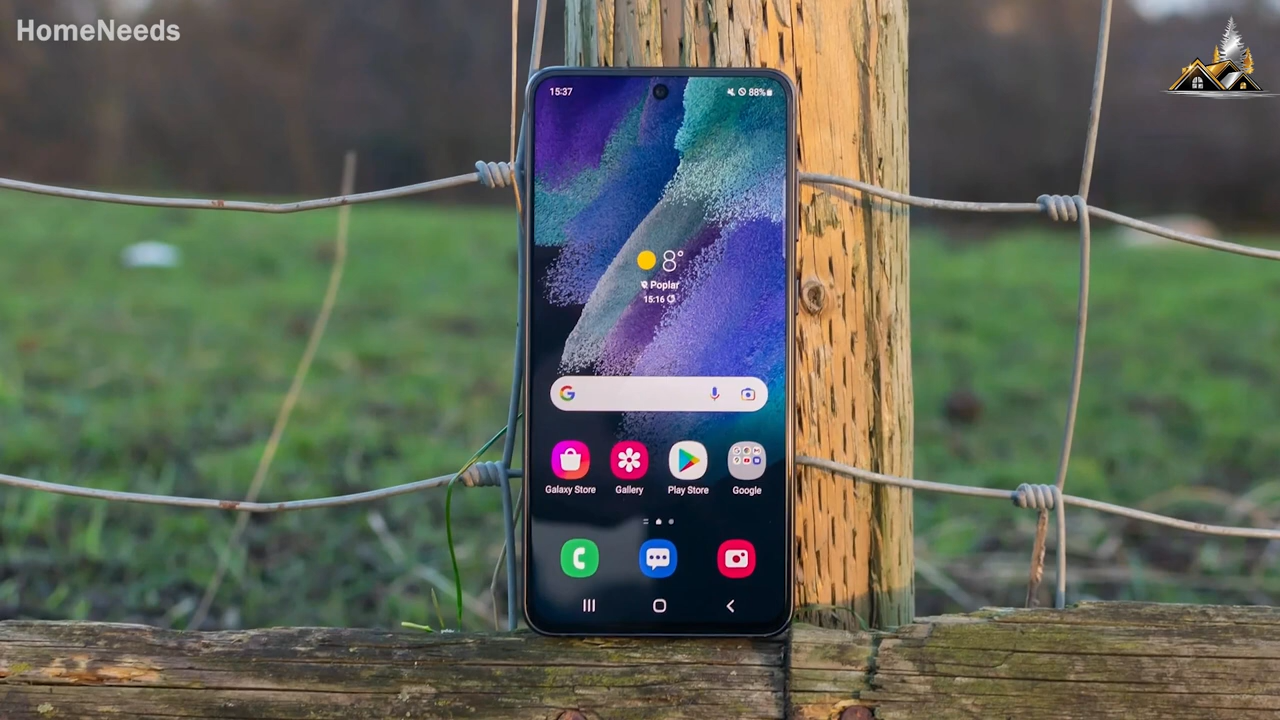 HomeNeeds
15:37
88%
8°
Poplar
15:16
Galaxy Store
Gallery
Play Store
Google